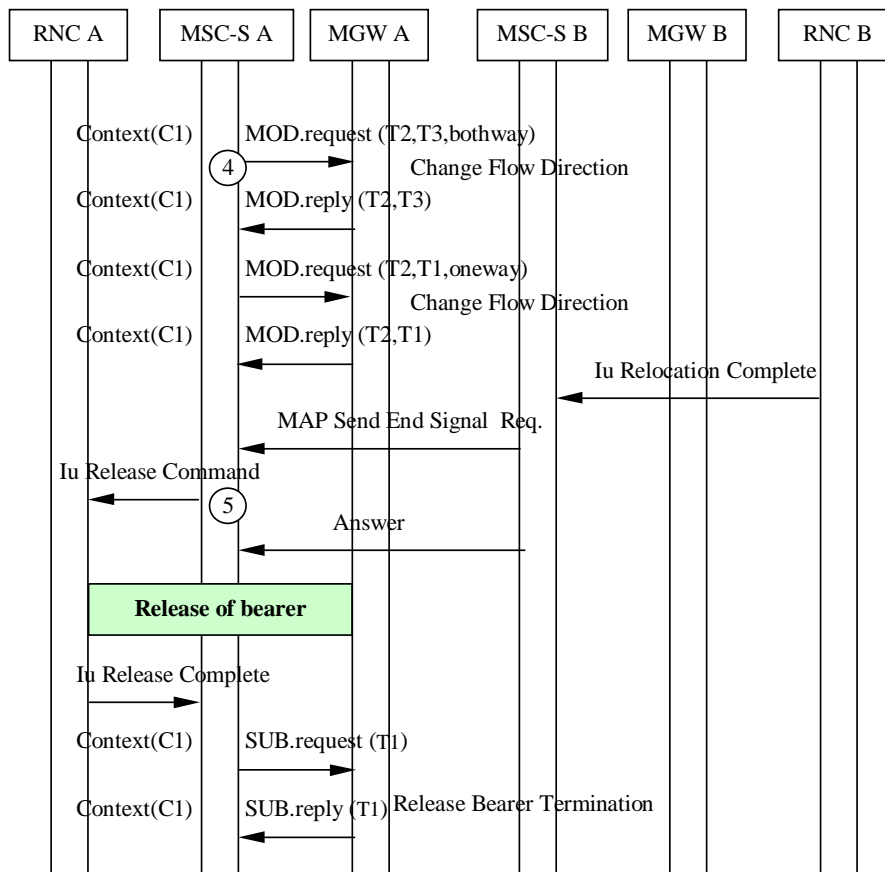 RNC A MSC-S A MGW A MSC-S B MGW B RNC B
Context(C1) MOD.request (T2,T3,bothway)
4 Change Flow Direction
Context(C1) MOD.reply (T2,T3)
Context(C1) MOD.request (T2,T1,oneway)
Change Flow Direction
Context(C1) MOD.reply (T2,T1)
Iu Relocation Complete
MAP Send End Signal Req.
Iu Release Command
5
Answer
Release of bearer
Iu Release Complete
Context(C1) SUB.request (T1)
Context(C1) SUB.reply (T1) Release Bearer Termination